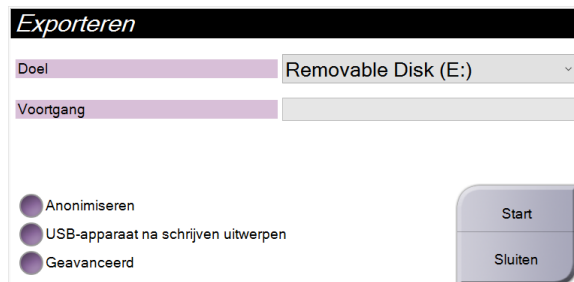 Exporteren
Doel
Removable Disk (E:)
Voortgang
Anonimiseren
USB-apparaat na schrijven uitwerpen
Geavanceerd
Start
Sluiten